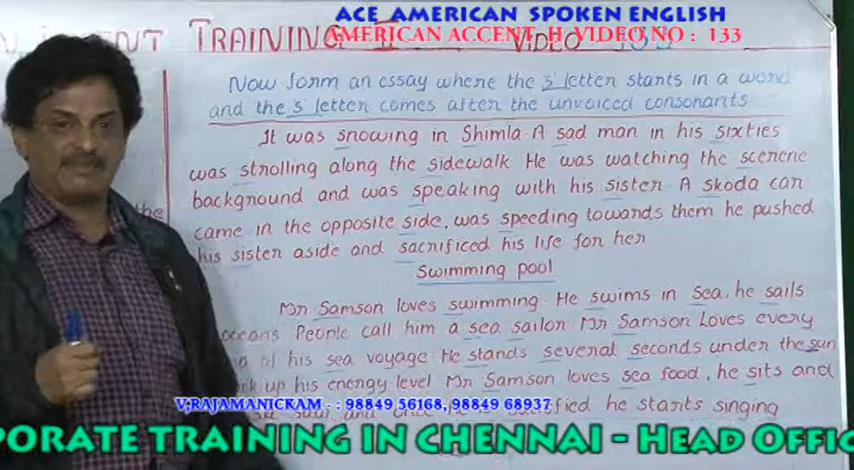 ACE AMERICAN SPOKEN ENGLISH
TRAINING
AMERICAN ACCENT H VIDEO NO : 133
Now form an essay where the 's' letter starts in a word
and the 's' letter comes after the unvoiced consonants
It was snowing in Shimla A sad man in his sixties
was strolling along the sidewalk He was watching the scenene
background and was speaking with his sister A skoda car
the
came in the opposite side, was speeding towards them he pushed
his sister aside and sacrificed his life for her
Swimming pool
Mr Samson loves swimming He swims in Sea, he sails
oceans People call him a sea sailor Mr Samson Loves every
of his sea voyage He stands several seconds under the sun
up his energy level Mr Samson loves sea food, he sits and
V.RAJAMANICKAM - : 98849 56168, 98849 68937
he starts singing
PORATE TRAINING IN CHENNAI - HEAD OFFIC